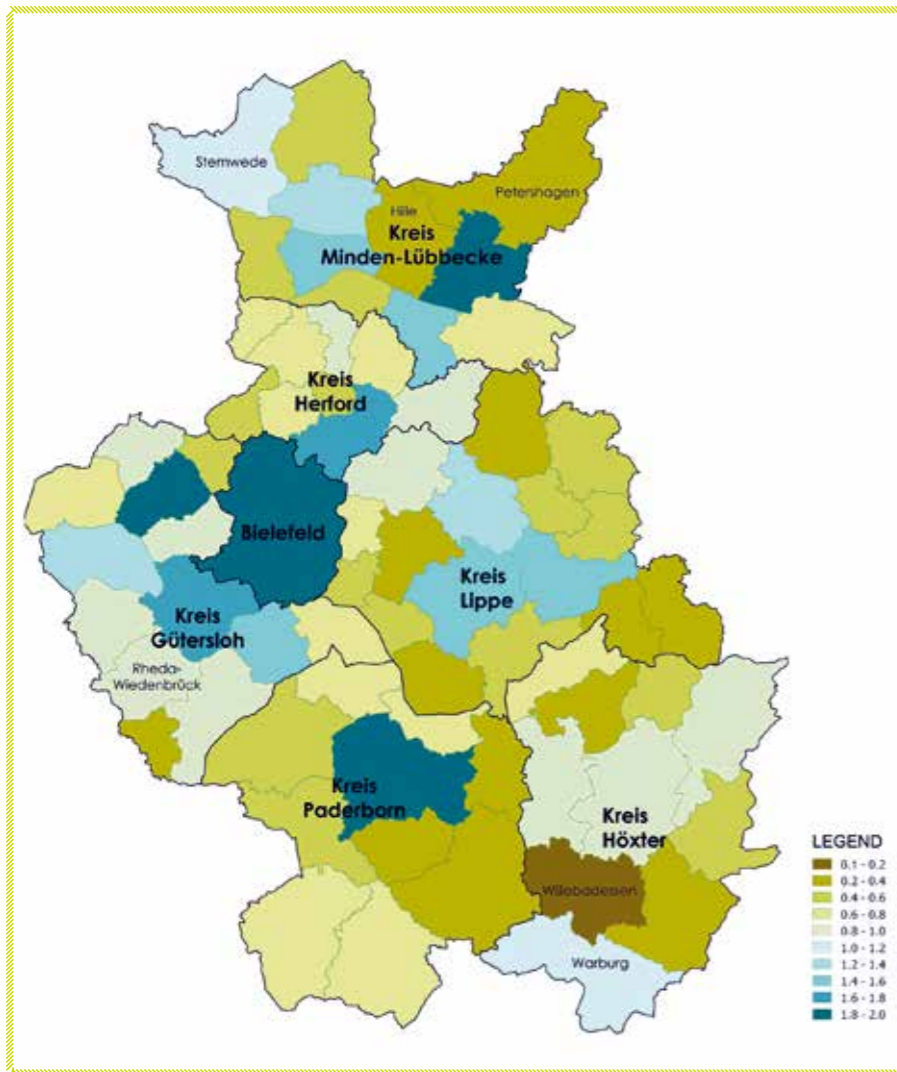 Stemwede
Petershagen
Hille
Kreis
Minden-Lübbecke
Kreis
Herford
Bielefeld
Kreis
Lippe
Kreis
Gütersloh
Rheda-
Wiedenbrück
Kreis
Paderborn
Kreis
Höxter
Willebadessen
Warburg
LEGEND
0.1 - 0.2
0.2 - 0.4
0.4 - 0.6
0.6 - 0.8
0.8 - 1.0
1.0 - 1.2
1.2 - 1.4
1.4 - 1.6
1.6 - 1.8
1.8 - 2.0